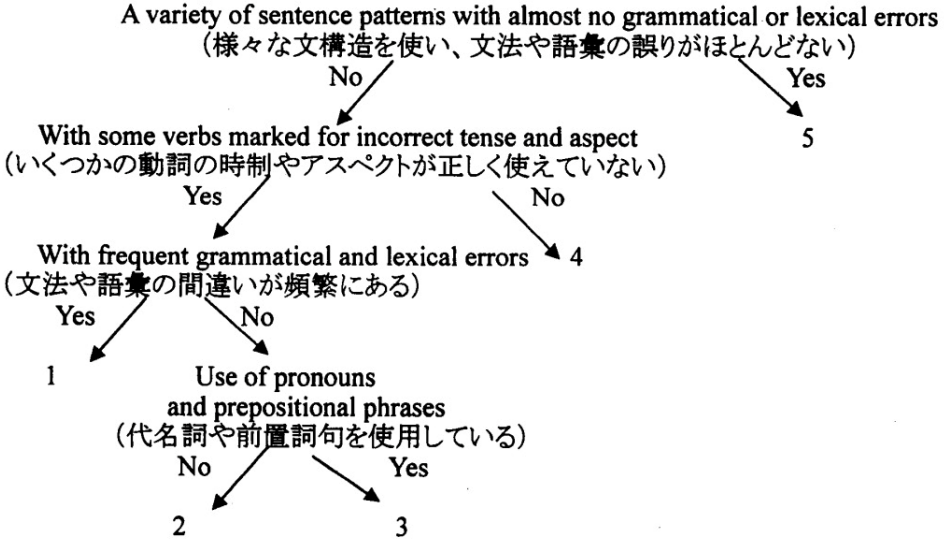 A variety of sentence patterns with almost no grammatical or lexical errors
(様々な文構造を使い、文法や語彙の誤りがほとんどない)
No
Yes
With some verbs marked for incorrect tense and aspect
5
(いくつかの動詞の時制やアスペクトが正しく使えていない)
Yes
No
With frequent grammatical and lexical errors
4
(文法や語彙の間違いが頻繁にある)
Yes
No
1
Use of pronouns
and prepositional phrases
(代名詞や前置詞句を使用している)
No
Yes
2
3